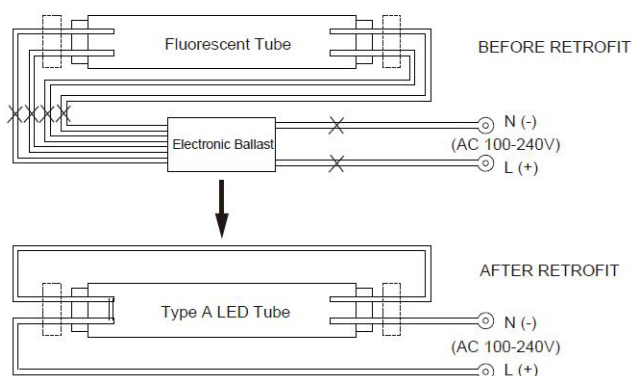 Fluorescent Tube
BEFORE RETROFIT
N (-)
(AC 100-240V)
Electronic Ballast
L (+)
AFTER RETROFIT
Type A LED Tube
N (-)
(AC 100-240V)
L (+)